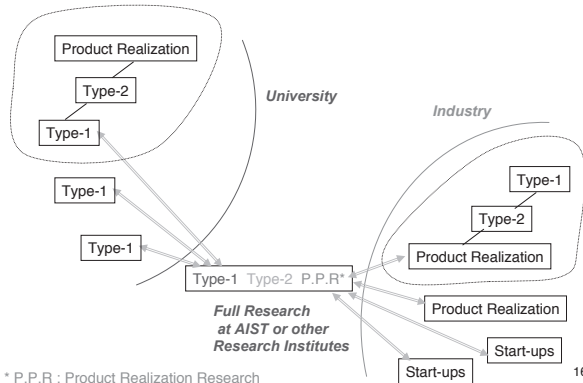 Product Realization
Type-2
Type-1
University
Type-1
Type-1
Industry
Type-1
Type-2
Product Realization
Type-1 Type-2 P.P.R*
Product Realization
Full Research
at AIST or other
Research Institutes
Start-ups
Start-ups
* P.P.R : Product Realization Research
16